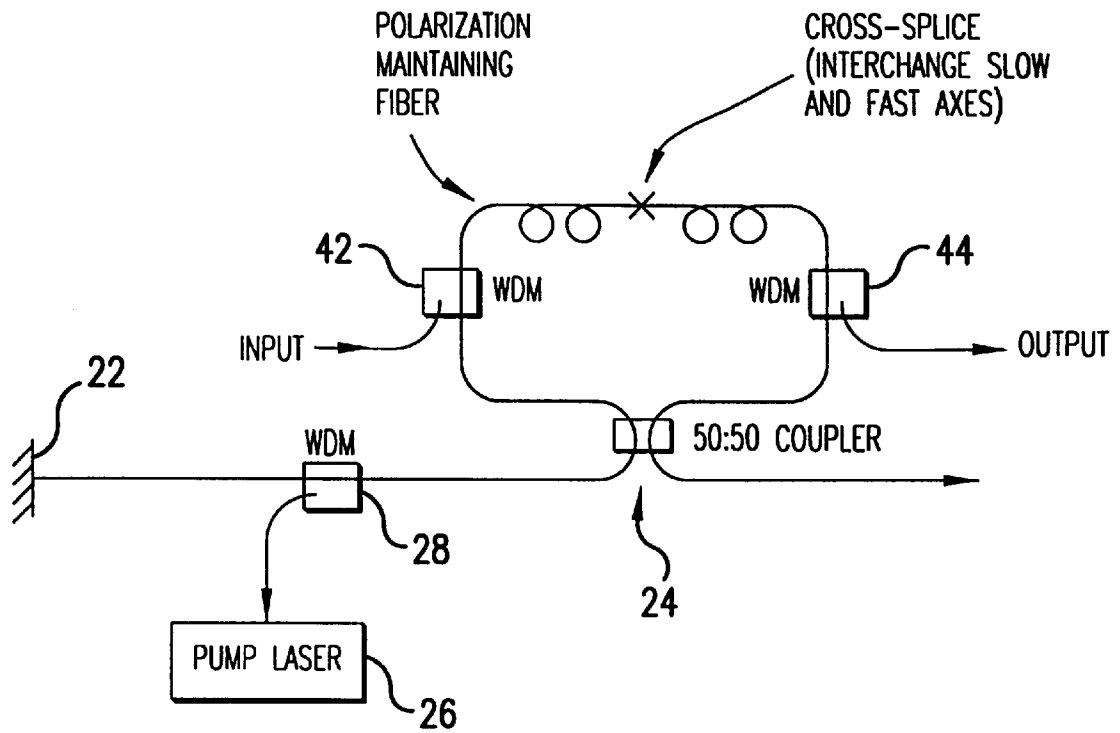 POLARIZATION
MAINTAINING
FIBER
CROSS-SPLICE
(INTERCHANGE SLOW
AND FAST AXES)
42
WDM
WDM
44
INPUT
OUTPUT
22
WDM
50:50 COUPLER
28
24
PUMP LASER
26